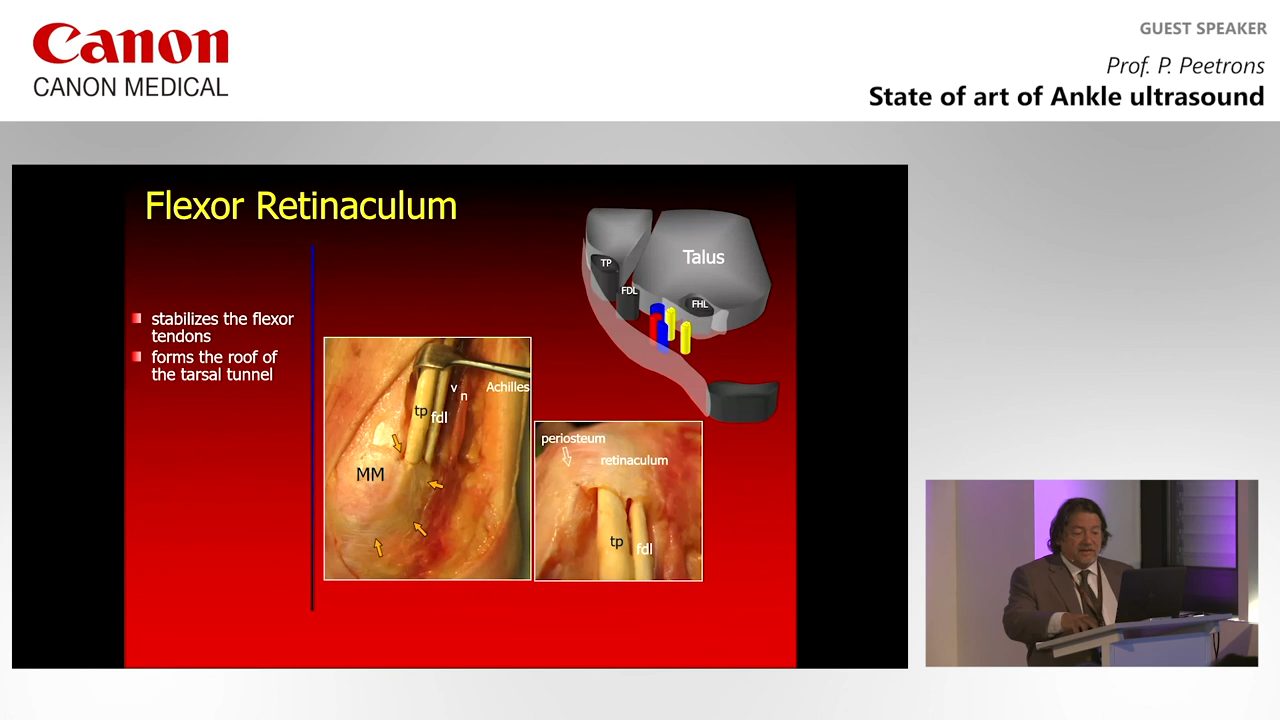 Canon
CANON MEDICAL
GUEST SPEAKER
Prof. P. Peetrons
State of art of Ankle ultrasound
Flexor Retinaculum
stabilizes the flexor
tendons
forms the roof of
the tarsal tunnel
TP
FDL
Talus
FHL
v
n
Achilles
tp
fdl
MM
periosteum
retinaculum
tp
fdl